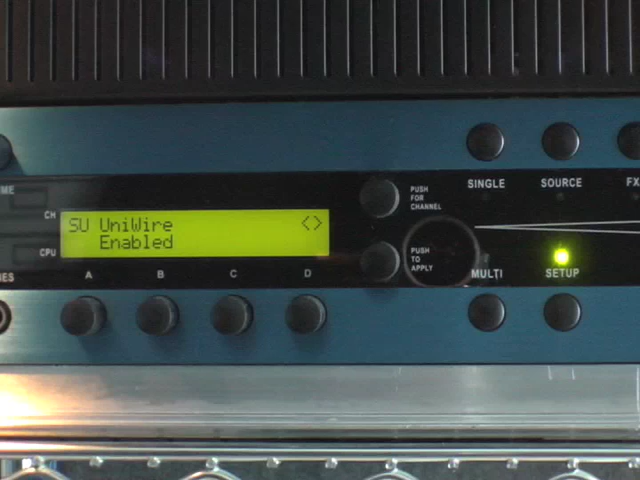 SINGLE SOURCE FX
PUSH
FOR
CHANNEL
CH
SU UniWire <>
Enabled
CPU
PUSH
TO
APPLY
A B C D
MULTI SETUP